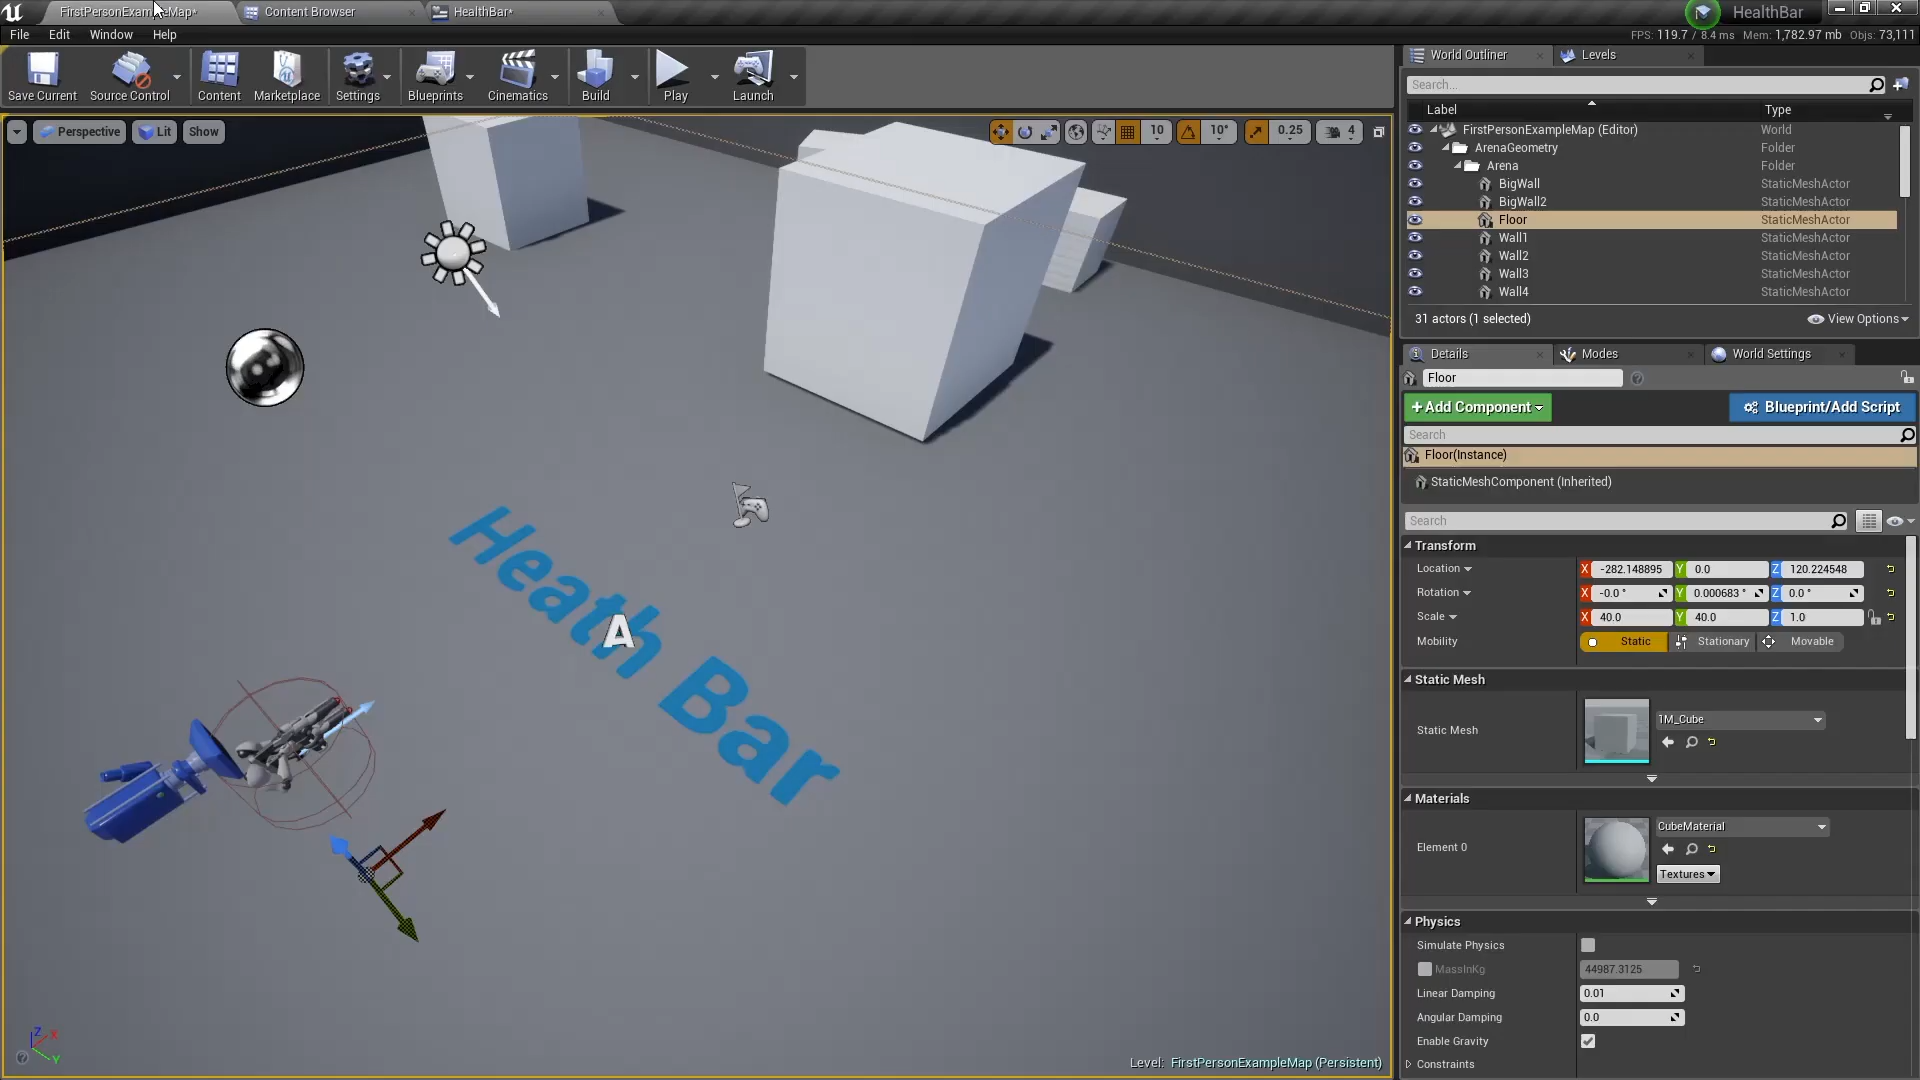 FirstPersonExampleMap*
Content Browser
HealthBar*
HealthBar
File Edit Window Help
FPS: 119.7 / 8.4 ms Mem: 1,782.97 mb Objs: 73,111
Save Current
Source Control
Content
Marketplace
Settings
Blueprints
Cinematics
Build
Play
Launch
Perspective
Lit
Show
10
10°
0.25
4
Heath Bar
A
Level: FirstPersonExampleMap (Persistent)
Z X
Y
World Outliner
Levels
Search...
Label Type
FirstPersonExampleMap (Editor) World
ArenaGeometry Folder
Arena Folder
BigWall StaticMeshActor
BigWall2 StaticMeshActor
Floor StaticMeshActor
Wall1 StaticMeshActor
Wall2 StaticMeshActor
Wall3 StaticMeshActor
Wall4 StaticMeshActor
31 actors (1 selected) View Options
Details
Modes
World Settings
Floor
+Add Component
Blueprint/Add Script
Search
Floor(Instance)
StaticMeshComponent (Inherited)
Search
Transform
Location X -282.148895 Y 0.0 Z 120.224548
Rotation X -0.0 ° Y 0.000683 ° Z 0.0 °
Scale X 40.0 Y 40.0 Z 1.0
Mobility Static Stationary Movable
Static Mesh
Static Mesh 1M_Cube
Materials
Element 0 CubeMaterial
Textures
Physics
Simulate Physics
MassInKg 44987.3125
Linear Damping 0.01
Angular Damping 0.0
Enable Gravity
Constraints